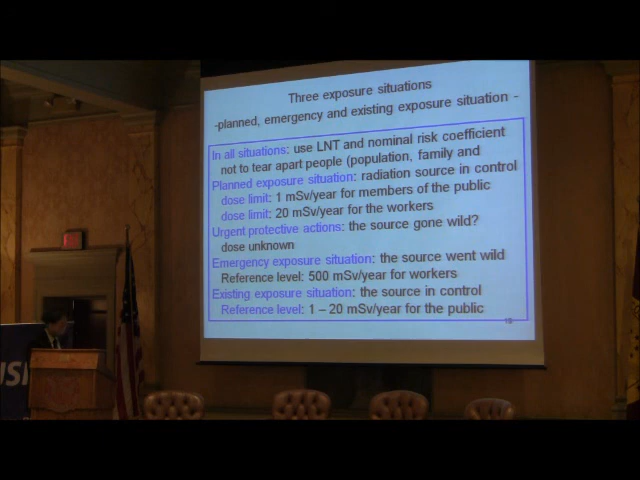 Three exposure situations
-planned, emergency and existing exposure situation -
In all situations: use LNT and nominal risk coefficient
not to tear apart people (population, family and
Planned exposure situation: radiation source in control
dose limit: 1 mSv/year for members of the public
dose limit: 20 mSv/year for the workers
Urgent protective actions: the source gone wild?
dose unknown
Emergency exposure situation: the source went wild
Reference level: 500 mSv/year for workers
Existing exposure situation: the source in control
Reference level: 1 – 20 mSv/year for the public